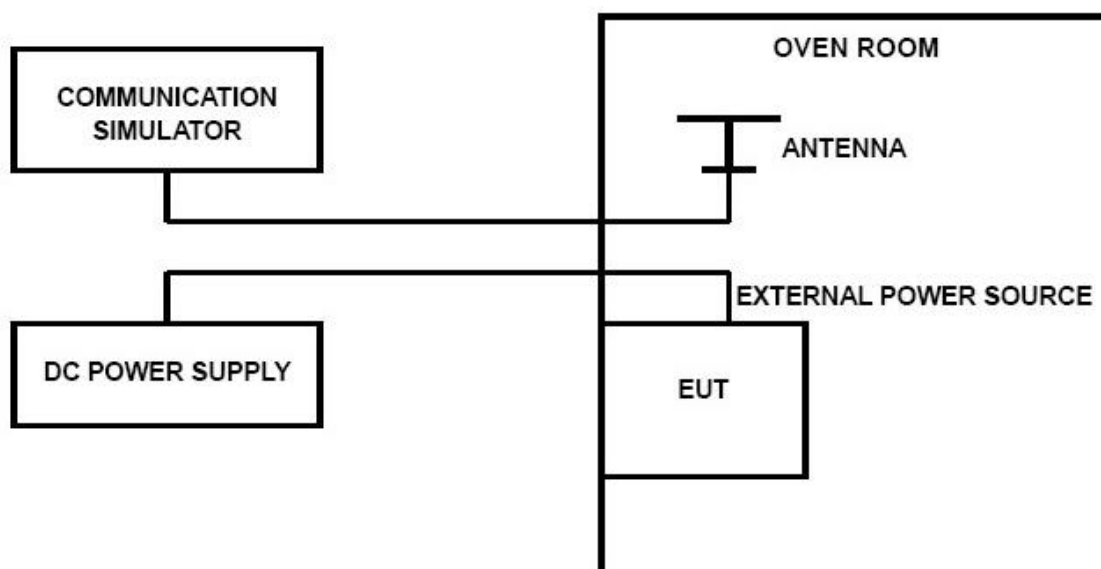 OVEN ROOM
COMMUNICATION
SIMULATOR
ANTENNA
EXTERNAL POWER SOURCE
DC POWER SUPPLY
EUT